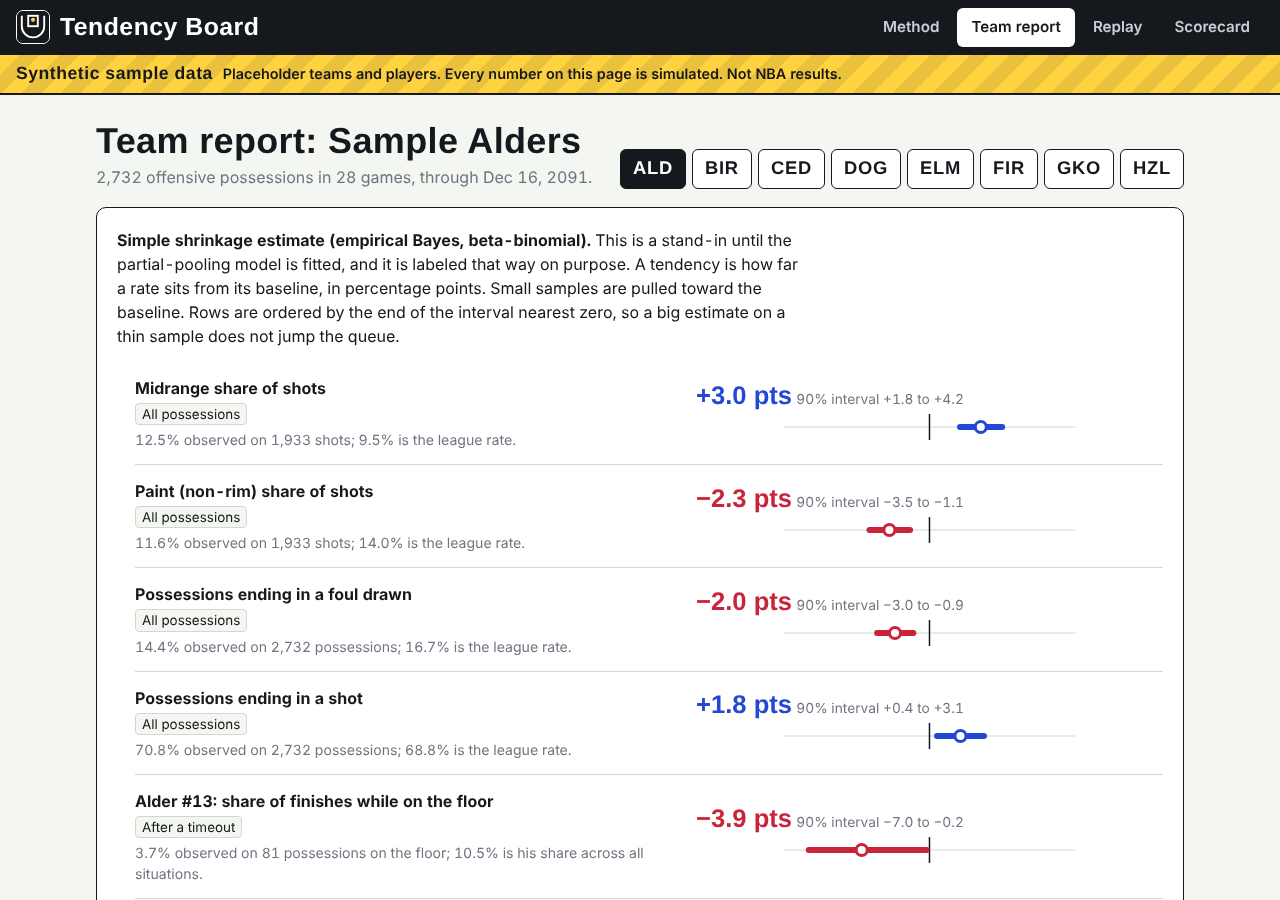 Tendency Board
Method
Team report
Replay
Scorecard
Synthetic sample data Placeholder teams and players. Every number on this page is simulated. Not NBA results.
Team report: Sample Alders
2,732 offensive possessions in 28 games, through Dec 16, 2091.
ALD
BIR
CED
DOG
ELM
FIR
GKO
HZL
Simple shrinkage estimate (empirical Bayes, beta-binomial). This is a stand-in until the
partial-pooling model is fitted, and it is labeled that way on purpose. A tendency is how far
a rate sits from its baseline, in percentage points. Small samples are pulled toward the
baseline. Rows are ordered by the end of the interval nearest zero, so a big estimate on a
thin sample does not jump the queue.
Midrange share of shots
All possessions
12.5% observed on 1,933 shots; 9.5% is the league rate.
+3.0 pts 90% interval +1.8 to +4.2
Paint (non-rim) share of shots
All possessions
11.6% observed on 1,933 shots; 14.0% is the league rate.
−2.3 pts 90% interval −3.5 to −1.1
Possessions ending in a foul drawn
All possessions
14.4% observed on 2,732 possessions; 16.7% is the league rate.
−2.0 pts 90% interval −3.0 to −0.9
Possessions ending in a shot
All possessions
70.8% observed on 2,732 possessions; 68.8% is the league rate.
+1.8 pts 90% interval +0.4 to +3.1
Alder #13: share of finishes while on the floor
After a timeout
3.7% observed on 81 possessions on the floor; 10.5% is his share across all
situations.
−3.9 pts 90% interval −7.0 to −0.2